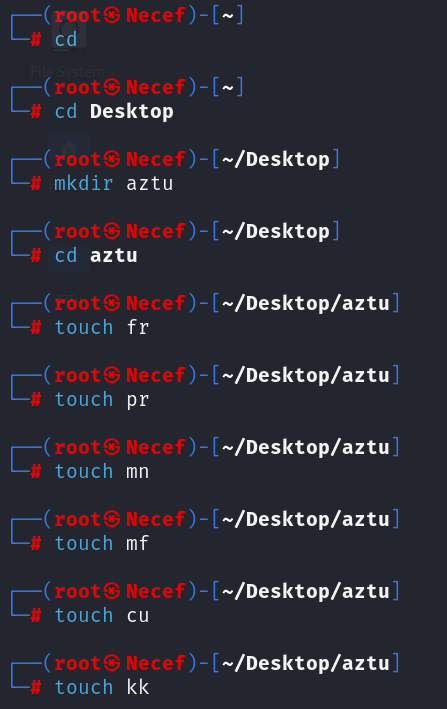 ┌──(root㉿Necef)-[~]
└─# cd
File System
┌──(root㉿Necef)-[~]
└─# cd Desktop
┌──(root㉿Necef)-[~/Desktop]
└─# mkdir aztu
┌──(root㉿Necef)-[~/Desktop]
└─# cd aztu
┌──(root㉿Necef)-[~/Desktop/aztu]
└─# touch fr
┌──(root㉿Necef)-[~/Desktop/aztu]
└─# touch pr
┌──(root㉿Necef)-[~/Desktop/aztu]
└─# touch mn
┌──(root㉿Necef)-[~/Desktop/aztu]
└─# touch mf
┌──(root㉿Necef)-[~/Desktop/aztu]
└─# touch cu
┌──(root㉿Necef)-[~/Desktop/aztu]
└─# touch kk